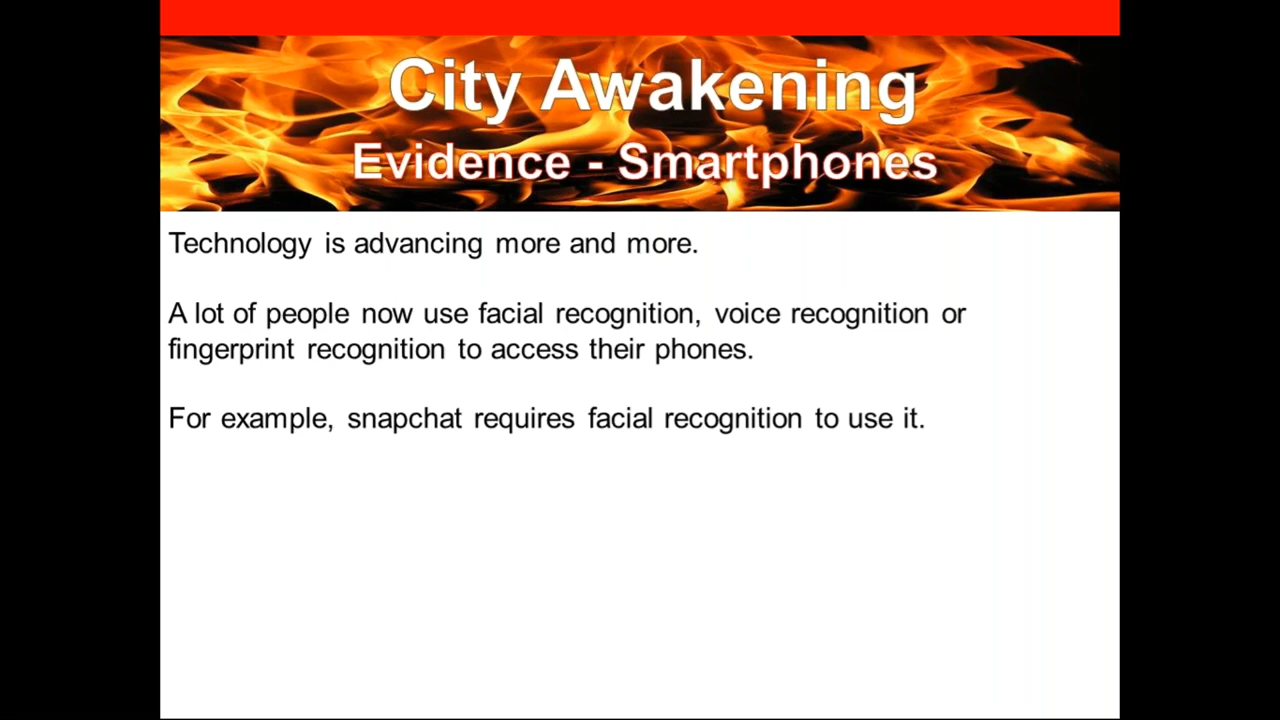 City Awakening
Evidence - Smartphones
Technology is advancing more and more.
A lot of people now use facial recognition, voice recognition or
fingerprint recognition to access their phones.
For example, snapchat requires facial recognition to use it.